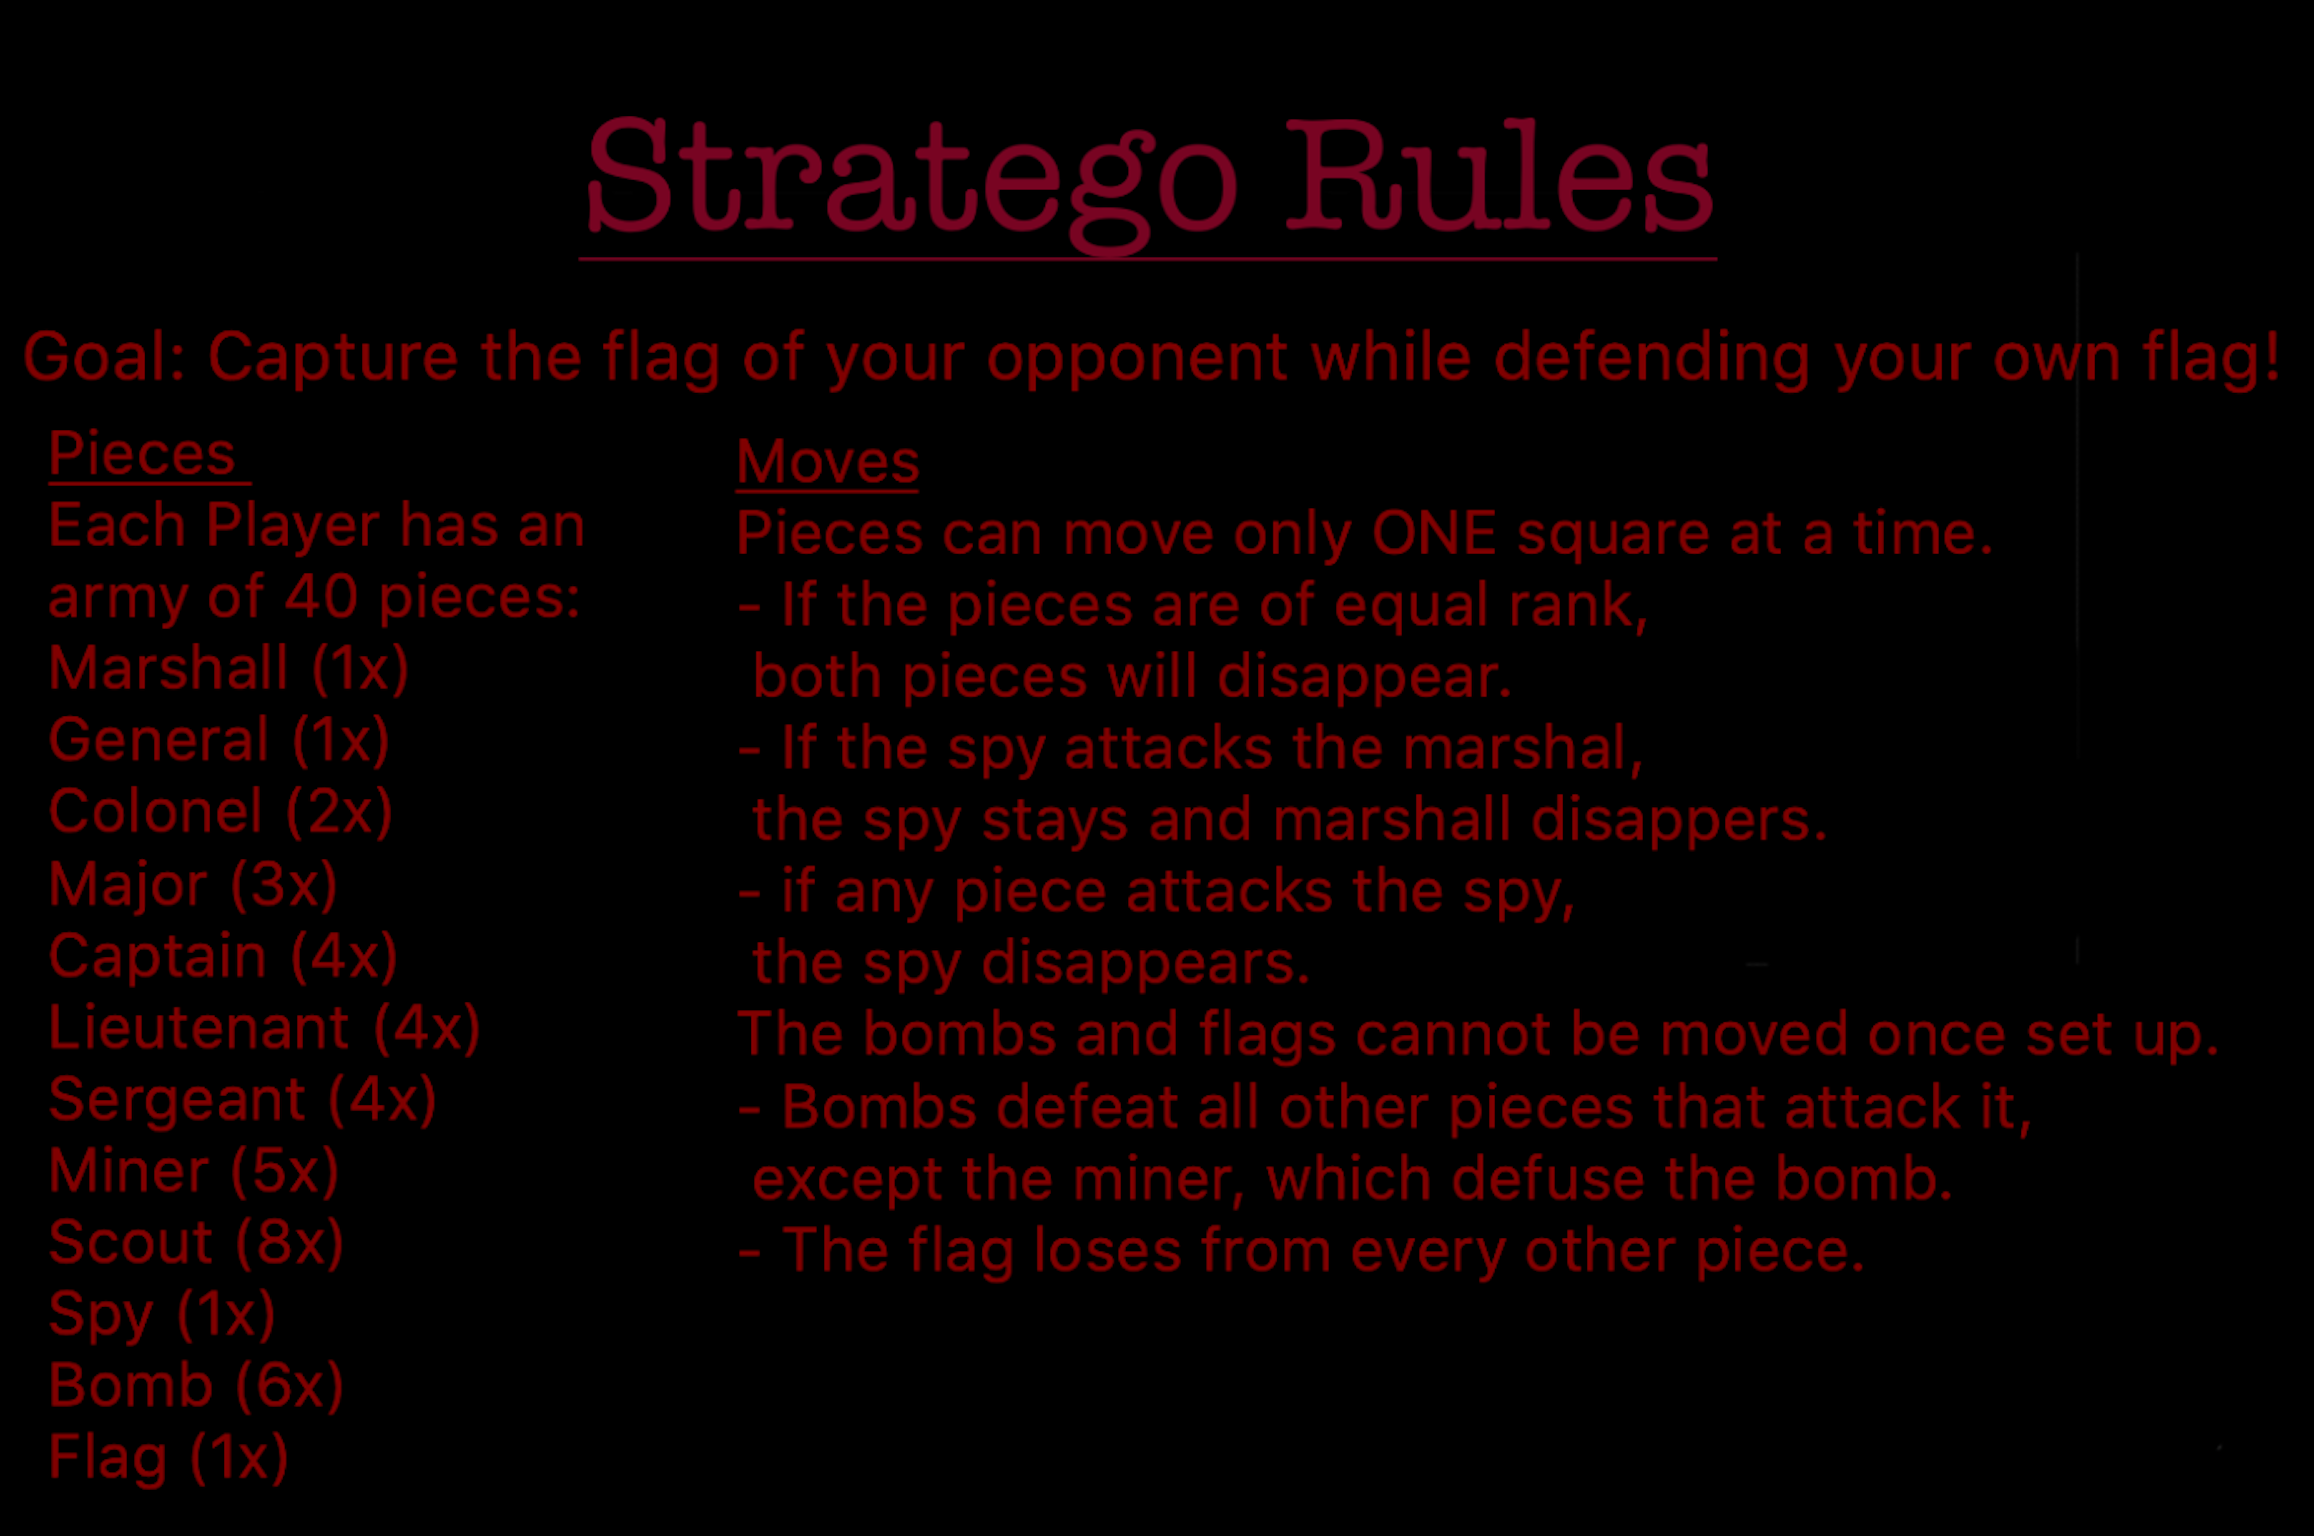 Stratego Rules
Goal: Capture the flag of your opponent while defending your own flag!
Pieces
Each Player has an
army of 40 pieces:
Marshall (1x)
General (1x)
Colonel (2x)
Major (3x)
Captain (4x)
Lieutenant (4x)
Sergeant (4x)
Miner (5x)
Scout (8x)
Spy (1x)
Bomb (6x)
Flag (1x)
Moves
Pieces can move only ONE square at a time.
- If the pieces are of equal rank,
both pieces will disappear.
- If the spy attacks the marshal,
the spy stays and marshall disappers.
- if any piece attacks the spy,
the spy disappears.
The bombs and flags cannot be moved once set up.
- Bombs defeat all other pieces that attack it,
except the miner, which defuse the bomb.
- The flag loses from every other piece.